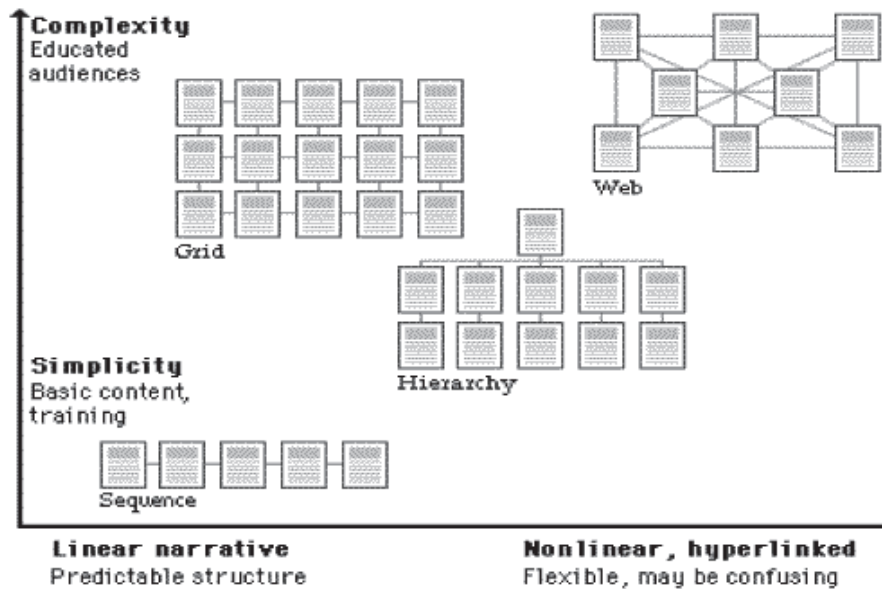 Complexity
Educated
audiences
Web
Grid
Simplicity
Basic content,
training
Hierarchy
Sequence
Linear narrative
Predictable structure
Nonlinear, hyperlinked
Flexible, may be confusing